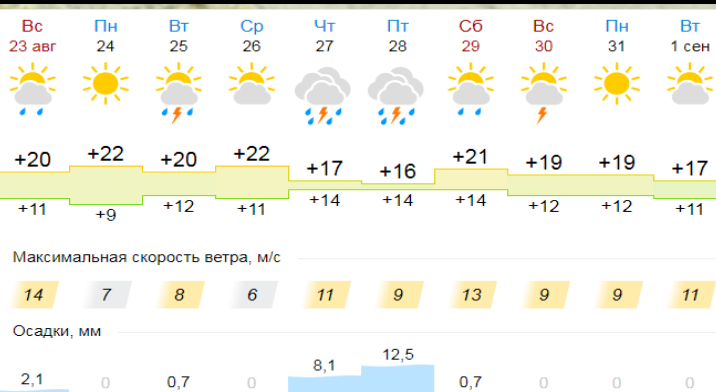 Вс Пн Вт Ср Чт Пт Сб Вс Пн Вт
23 авг 24 25 26 27 28 29 30 31 1 сен
+20 +22 +20 +22 +17 +16 +21 +19 +19 +17
+11 +9 +12 +11 +14 +14 +14 +12 +12 +11
Максимальная скорость ветра, м/с
14 7 8 6 11 9 13 9 9 11
Осадки, мм
2,1 0 0,7 0 8,1 12,5 0,7 0 0 0